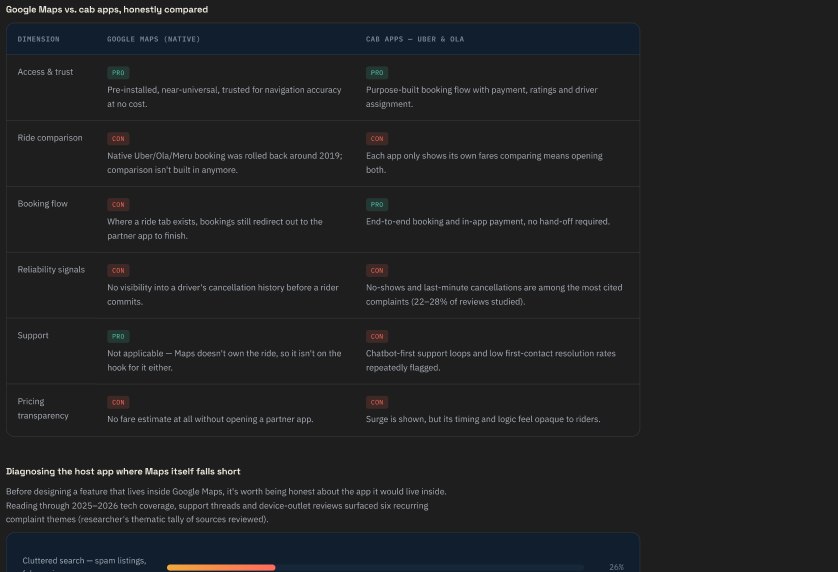 Google Maps vs. cab apps, honestly compared
DIMENSION
GOOGLE MAPS (NATIVE)
CAB APPS — UBER & OLA
Access & trust
PRO
Pre-installed, near-universal, trusted for navigation accuracy
at no cost.
PRO
Purpose-built booking flow with payment, ratings and driver
assignment.
Ride comparison
CON
Native Uber/Ola/Meru booking was rolled back around 2019;
comparison isn't built in anymore.
CON
Each app only shows its own fares comparing means opening
both.
Booking flow
CON
Where a ride tab exists, bookings still redirect out to the
partner app to finish.
PRO
End-to-end booking and in-app payment, no hand-off required.
Reliability signals
CON
No visibility into a driver's cancellation history before a rider
commits.
CON
No-shows and last-minute cancellations are among the most cited
complaints (22–28% of reviews studied).
Support
PRO
Not applicable — Maps doesn't own the ride, so it isn't on the
hook for it either.
CON
Chatbot-first support loops and low first-contact resolution rates
repeatedly flagged.
Pricing
transparency
CON
No fare estimate at all without opening a partner app.
CON
Surge is shown, but its timing and logic feel opaque to riders.
Diagnosing the host app where Maps itself falls short
Before designing a feature that lives inside Google Maps, it's worth being honest about the app it would live inside.
Reading through 2025–2026 tech coverage, support threads and device-outlet reviews surfaced six recurring
complaint themes (researcher's thematic tally of sources reviewed).
Cluttered search — spam listings,
26%